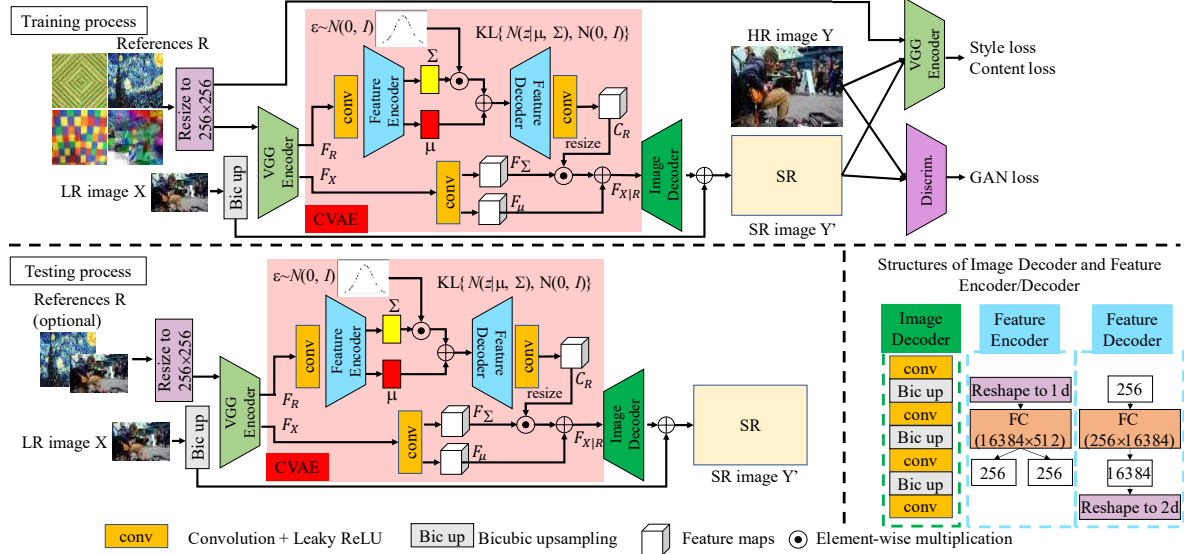 Training process
References R
Resize to
256×256
LR image X
Bic up
VGG
Encoder
F_R
F_X
ε~N(0, I)
KL{N(z|μ, Σ), N(0, I)}
conv
Feature
Encoder
Σ
μ
Feature
Decoder
conv
C_R
resize
conv
F_Σ
F_μ
F_X|R
CVAE
Image
Decoder
HR image Y
SR
SR image Y'
VGG
Encoder
Style loss
Content loss
Discrim.
GAN loss
Testing process
References R
(optional)
Resize to
256×256
LR image X
Bic up
VGG
Encoder
F_R
F_X
ε~N(0, I)
KL{N(z|μ, Σ), N(0, I)}
conv
Feature
Encoder
Σ
μ
Feature
Decoder
conv
C_R
resize
conv
F_Σ
F_μ
F_X|R
CVAE
Image
Decoder
SR
SR image Y'
Structures of Image Decoder and Feature
Encoder/Decoder
Image
Decoder
conv
Bic up
conv
Bic up
conv
Bic up
conv
Feature
Encoder
Reshape to 1 d
FC
(16384×512)
256
256
Feature
Decoder
256
FC
(256×16384)
16384
Reshape to 2d
conv
Convolution + Leaky ReLU
Bic up
Bicubic upsampling
Feature maps
Element-wise multiplication